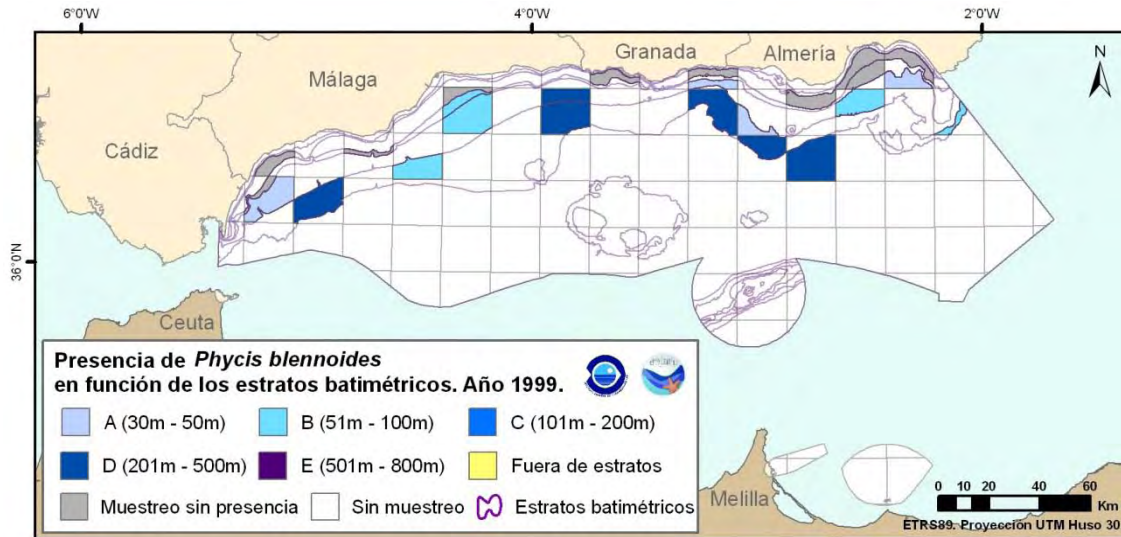 6°0'W
4°0'W
2°0'W
Granada
Almería
Málaga
N
Cádiz
36°0'N
Ceuta
Presencia de Phycis blennoides
en función de los estratos batimétricos. Año 1999.
A (30m - 50m)
B (51m - 100m)
C (101m - 200m)
D (201m - 500m)
E (501m - 800m)
Fuera de estratos
Muestreo sin presencia
Sin muestreo
Estratos batimétricos
Melilla
0 10 20 40 60
Km
ETRS89. Proyección UTM Huso 30